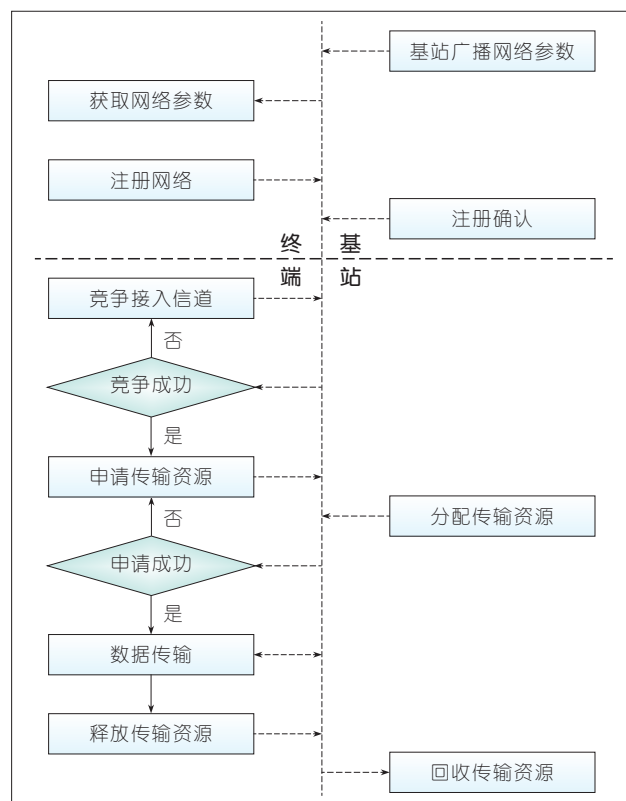 基站广播网络参数
获取网络参数
注册网络
注册确认
终 基
端 站
竞争接入信道
否
竞争成功
是
申请传输资源
否
分配传输资源
申请成功
是
数据传输
释放传输资源
回收传输资源